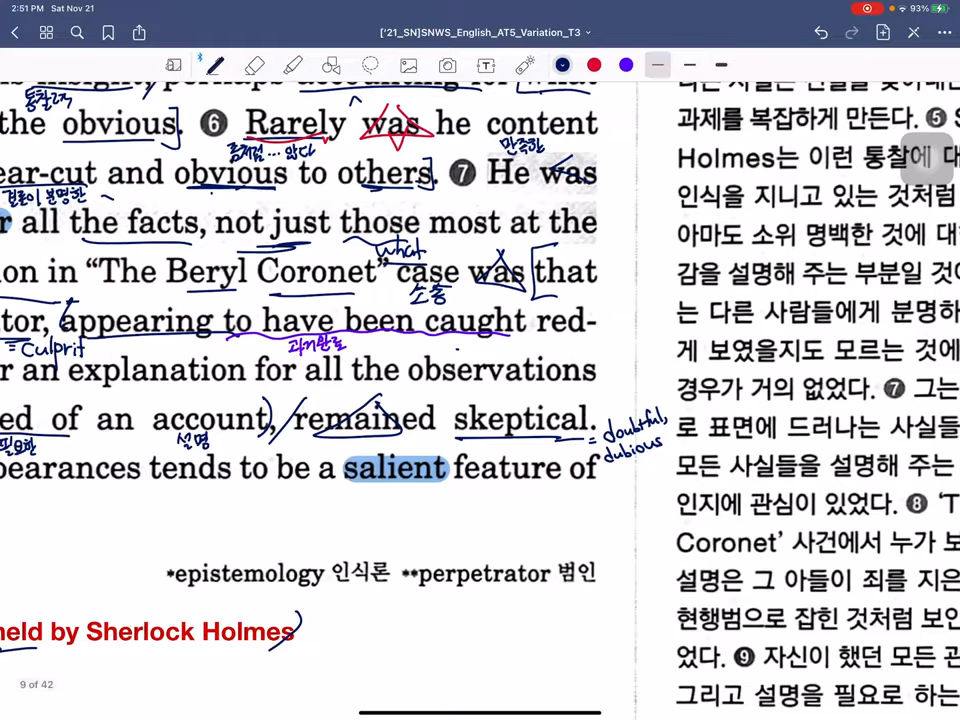 2:51 PM Sat Nov 21
93%
['21_SN]SNWS_English_AT5_Variation_T3
통찰력
the obvious]. ❻ Rarely was he content
흠처럼...않다
만족한
ear-cut and obvious to others]. ❼ He was
결론이 분명한
r all the facts, not just those most at the
what
ion in “The Beryl Coronet” case was [that
소송
ator, (appearing to have been caught red-
= Culprit
과거완료
r an explanation for all the observations
ed of an account), / remained skeptical.
필요한
설명
= doubtful,
dubious
pearances tends to be a salient feature of
*epistemology 인식론 **perpetrator 범인
held by Sherlock Holmes)
9 of 42
과제를 복잡하게 만든다. ❺ S
Holmes는 이런 통찰에 대
인식을 지니고 있는 것처럼
아마도 소위 명백한 것에 대
감을 설명해 주는 부분일 것이
는 다른 사람들에게 분명하
게 보였을지도 모르는 것에
경우가 거의 없었다. ❼ 그는
로 표면에 드러나는 사실들
모든 사실들을 설명해 주는
인지에 관심이 있었다. ❽ ‘T
Coronet’ 사건에서 누가 보
설명은 그 아들이 죄를 지은
현행범으로 잡힌 것처럼 보인
었다. ❾ 자신이 했던 모든 관
그리고 설명을 필요로 하는